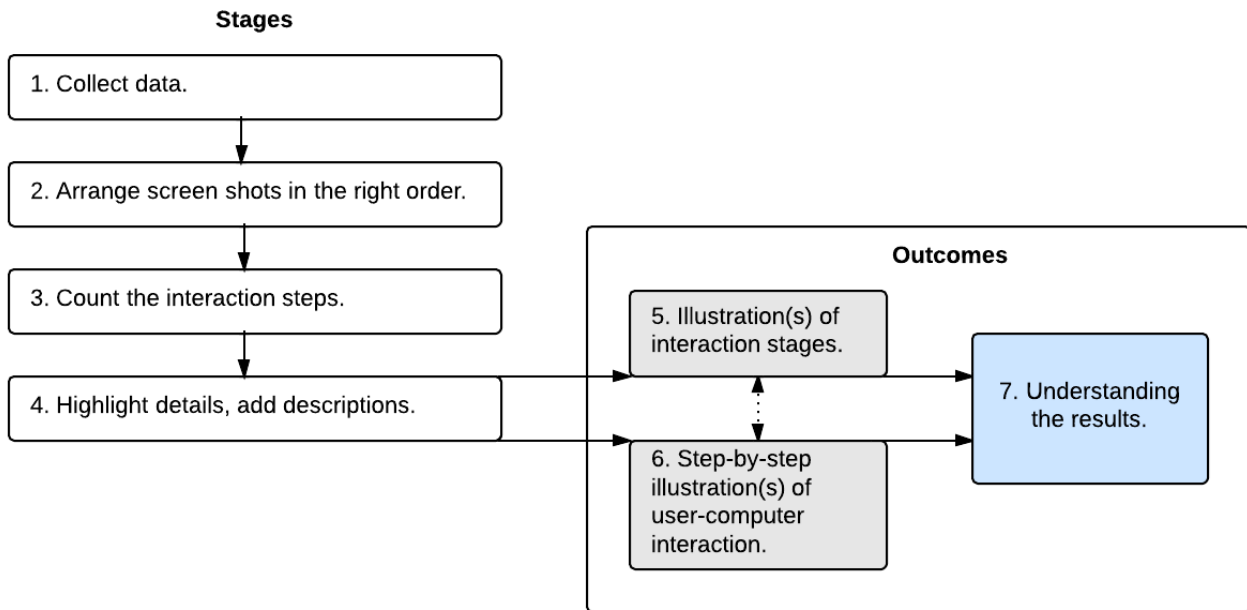 Stages
1. Collect data.
2. Arrange screen shots in the right order.
3. Count the interaction steps.
4. Highlight details, add descriptions.
Outcomes
5. Illustration(s) of
interaction stages.
6. Step-by-step
illustration(s) of
user-computer
interaction.
7. Understanding
the results.